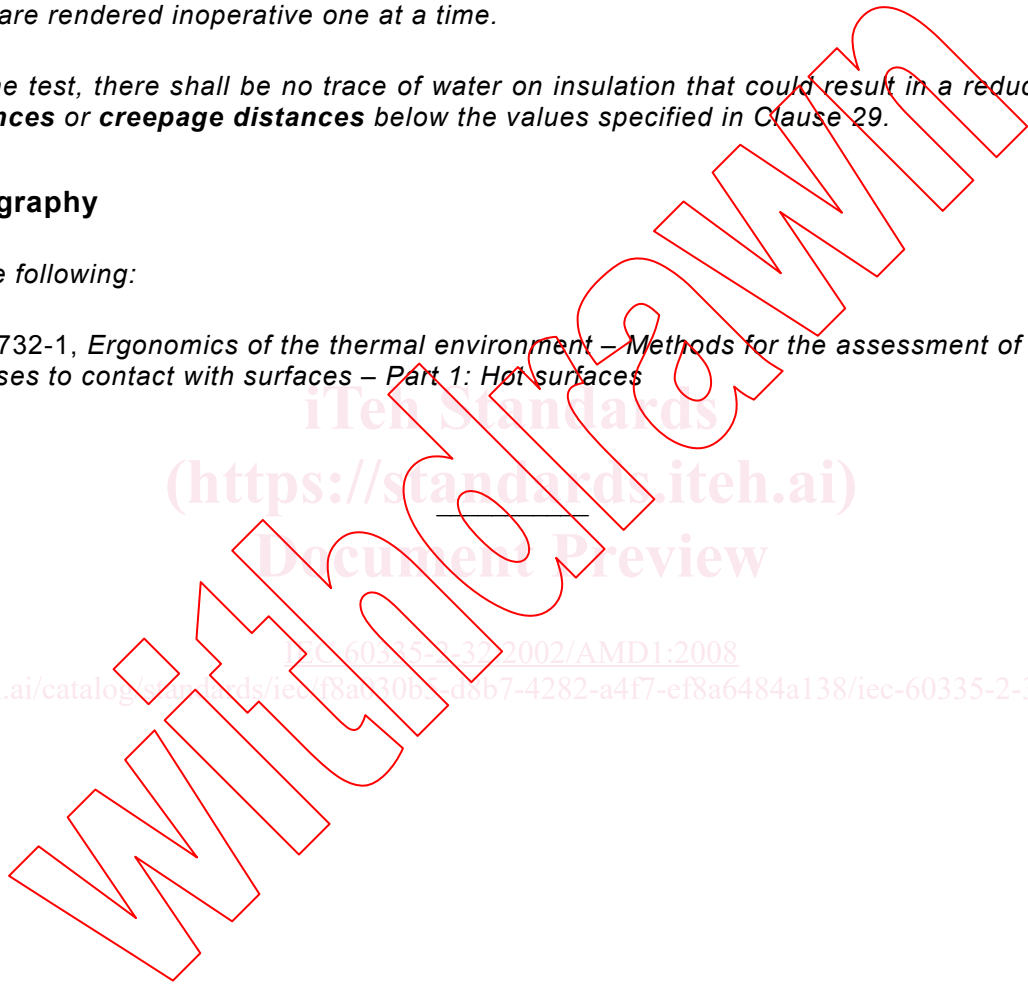 are rendered inoperative one at a time.
e test, there shall be no trace of water on insulation that could result in a reduc
nces or creepage distances below the values specified in Clause 29.
graphy
e following:
732-1, Ergonomics of the thermal environment – Methods for the assessment of
ses to contact with surfaces – Part 1: Hot surfaces
iTeh Standards
(https://standards.iteh.ai)
Document Preview
IEC 60335-2-32:2002/AMD1:2008
.ai/catalog/standards/iec/f8a030b5-d8b7-4282-a4f7-ef8a6484a138/iec-60335-2-3
withdrawn